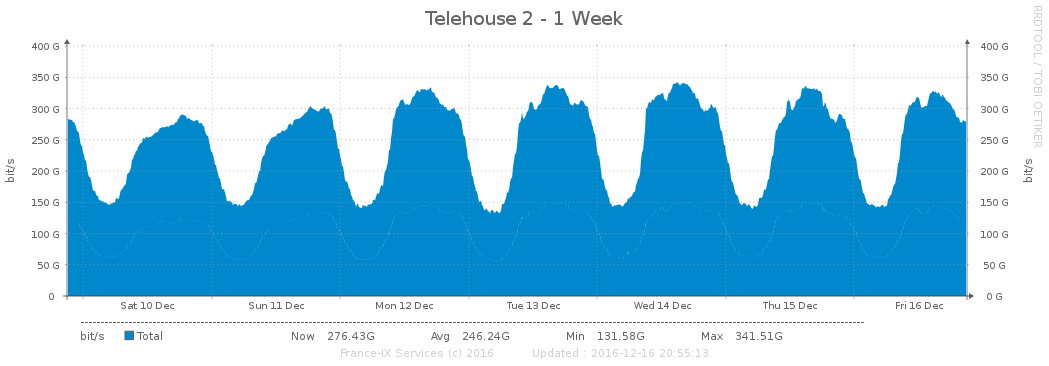 Telehouse 2 - 1 Week
RRDTOOL / TOBI OETIKER
400 G 400 G
350 G 350 G
300 G 300 G
250 G 250 G
200 G 200 G
150 G 150 G
100 G 100 G
50 G 50 G
0 0 G
bit/s bit/s
Sat 10 Dec Sun 11 Dec Mon 12 Dec Tue 13 Dec Wed 14 Dec Thu 15 Dec Fri 16 Dec
bit/s Total Now 276.43G Avg 246.24G Min 131.58G Max 341.51G
France-IX Services (c) 2016 Updated : 2016-12-16 20:55:13